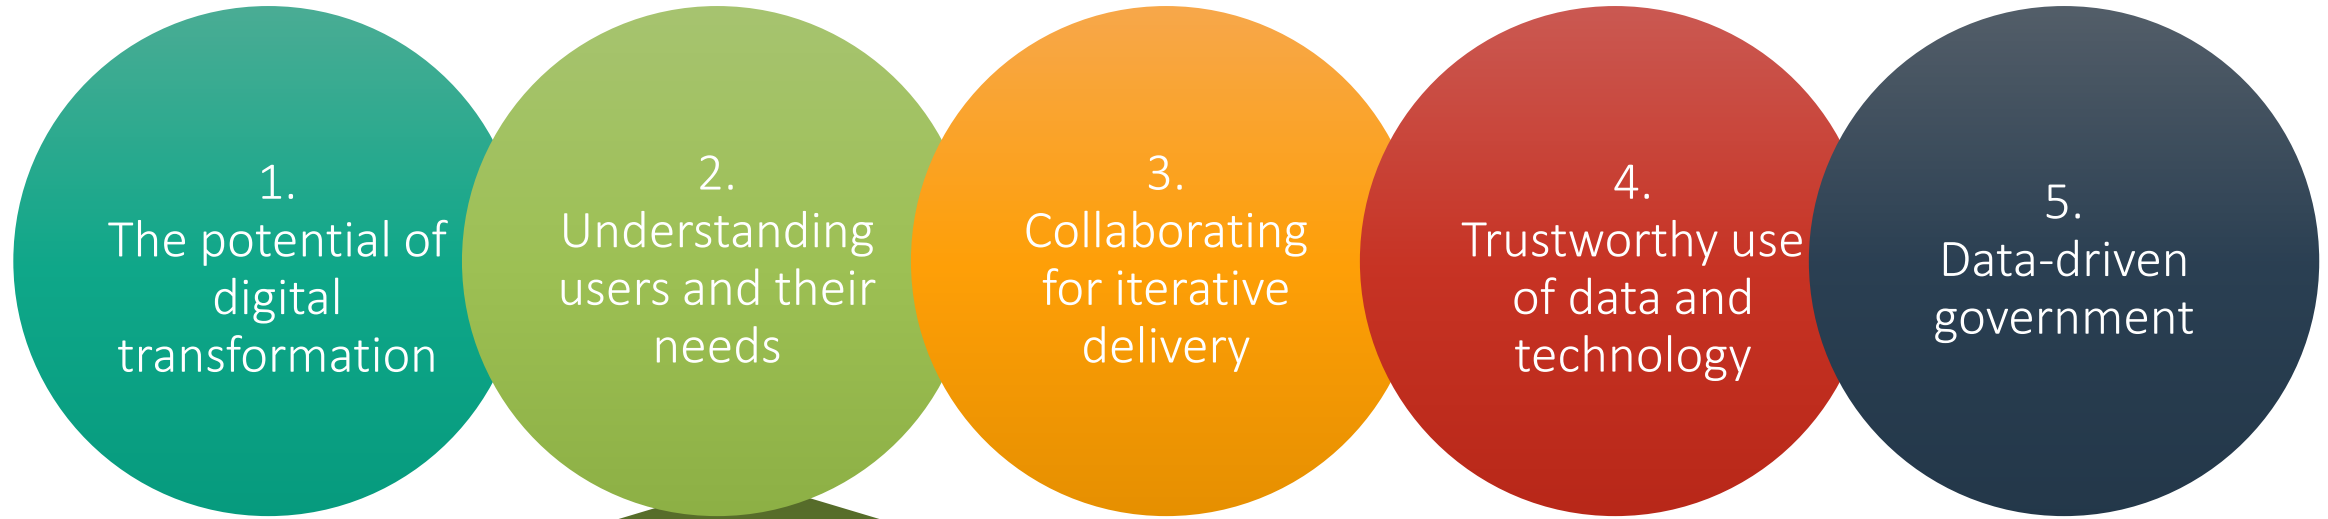 1.
The potential of
digital
transformation
2.
Understanding
users and their
needs
3.
Collaborating
for iterative
delivery
4.
Trustworthy use
of data and
technology
5.
Data-driven
government